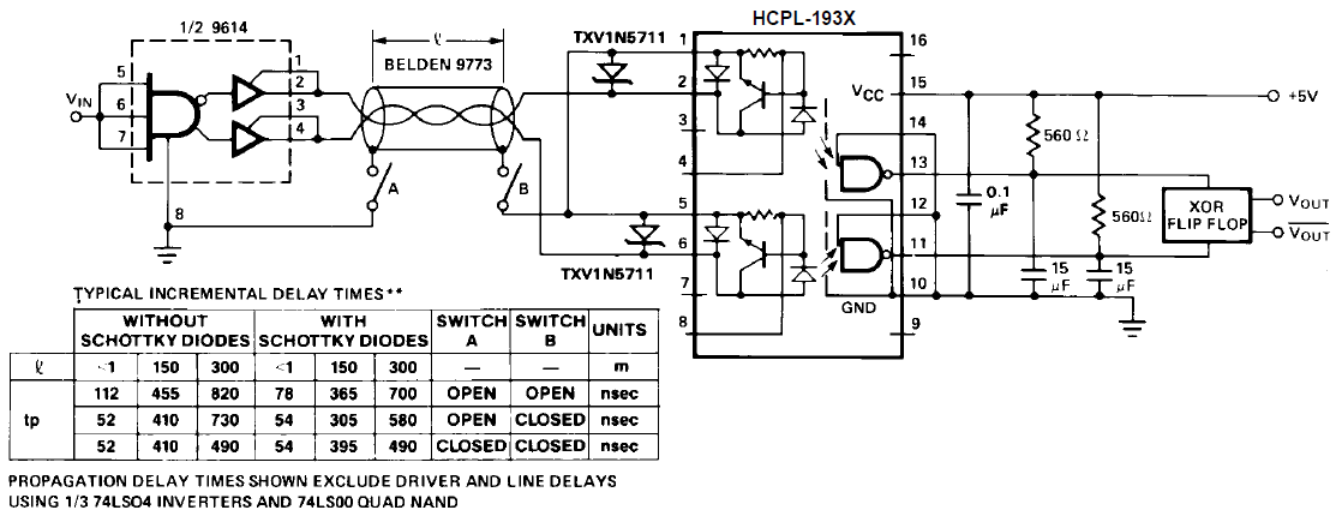 HCPL-193X
1/2 9614
TXV1N5711
ℓ
BELDEN 9773
1
16
5
1
2
2
VCC
15
+5V
VIN
6
3
3
14
560 Ω
7
4
4
13
A
B
0.1 μF
8
5
12
560Ω
XOR FLIP FLOP
VOUT
VOUT
6
11
TXV1N5711
7
10
15 μF
15 μF
GND
8
9
TYPICAL INCREMENTAL DELAY TIMES**
WITHOUT SCHOTTKY DIODES WITH SCHOTTKY DIODES SWITCH A SWITCH B UNITS
ℓ <1 150 300 <1 150 300 — — m
tp
112 455 820 78 365 700 OPEN OPEN nsec
52 410 730 54 305 580 OPEN CLOSED nsec
52 410 490 54 395 490 CLOSED CLOSED nsec
PROPAGATION DELAY TIMES SHOWN EXCLUDE DRIVER AND LINE DELAYS
USING 1/3 74LSO4 INVERTERS AND 74LS00 QUAD NAND